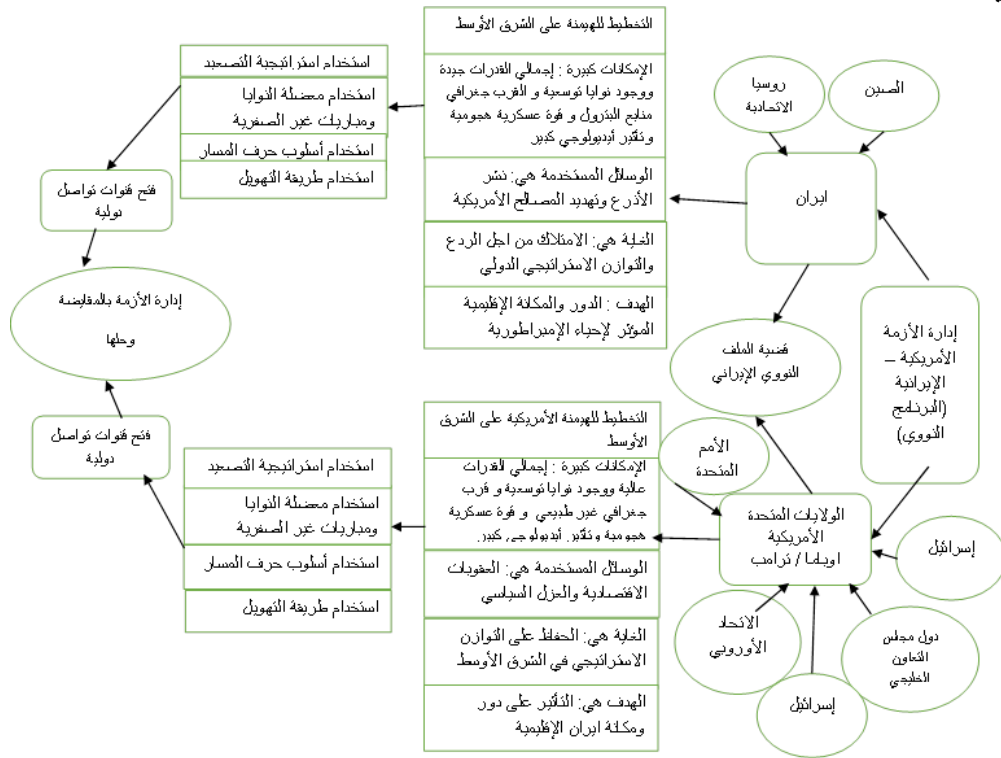 الصين
روسيا
الاتحادية
ايران
إدارة الأزمة
الأمريكية –
الإيرانية
(البرنامج
النووي)
قضية الملف
النووي الإيراني
الأمم
المتحدة
الولايات المتحدة
الأمريكية
اوباما / ترامب
إسرائيل
دول مجلس
التعاون
الخليجي
إسرائيل
الاتحاد
الأوروبي
التخطيط للهيمنة على الشرق الأوسط
الإمكانات كبيرة : إجمالي القدرات جيدة
ووجود نوايا توسعية و القرب جغرافي
منابع البترول و قوة عسكرية هجومية
وتأثير أيديولوجي كبير
الوسائل المستخدمة هي: نشر
الأذرع وتهديد المصالح الأمريكية
الغاية هي: الامتلاك من اجل الردع
والتوازن الاستراتيجي الدولي
الهدف : الدور والمكانة الإقليمية
المؤثر لإحياء الإمبراطورية
استخدام استراتيجية التصعيد
استخدام معضلة النوايا
ومباريات غير الصفرية
استخدام أسلوب حرف المسار
استخدام طريقة التهويل
فتح قنوات تواصل
دولية
إدارة الأزمة بالمقايضة
وحلها
التخطيط للهيمنة الأمريكية على الشرق
الأوسط
الإمكانات كبيرة : إجمالي القدرات
عالية ووجود نوايا توسعية و قرب
جغرافي غير طبيعي و قوة عسكرية
هجومية وتأثير أيديولوجي كبير
الوسائل المستخدمة هي: العقوبات
الاقتصادية والعزل السياسي
الغاية هي: الحفاظ على التوازن
الاستراتيجي في الشرق الأوسط
الهدف هي: التأثير على دور
ومكانة ايران الإقليمية
استخدام استراتيجية التصعيد
استخدام معضلة النوايا
ومباريات غير الصفرية
استخدام أسلوب حرف المسار
استخدام طريقة التهويل
فتح قنوات تواصل
دولية